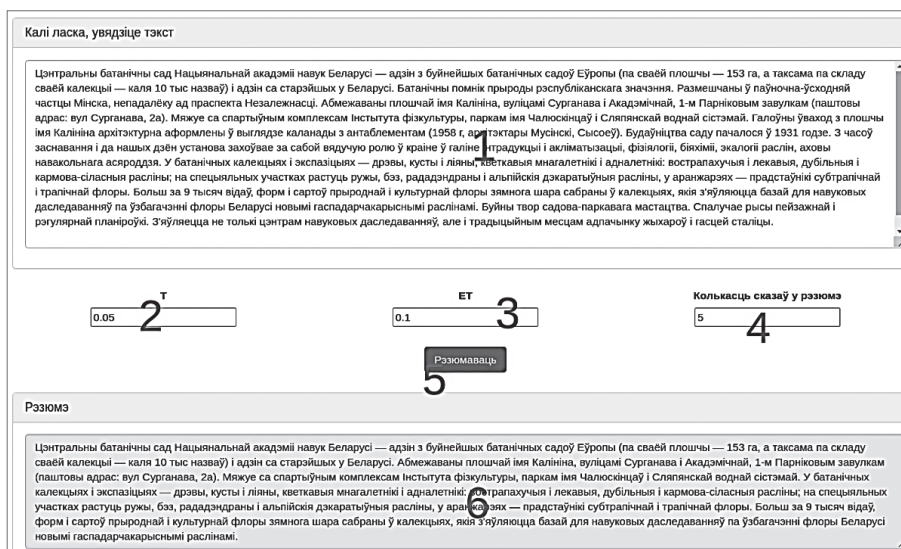 Калі ласка, увядзіце тэкст
Цэнтральны батанічны сад Нацыянальнай акадэміі навук Беларусі — адзін з буйнейшых батанічных садоў Еўропы (па сваёй плошчы — 153 га, а таксама па складу
сваёй калекцыі — каля 10 тыс назваў) і адзін са старэйшых у Беларусі. Батанічны помнік прыроды рэспубліканскага значэння. Размешчаны ў паўночна-ўсходняй
частцы Мінска, непадалёку ад праспекта Незалежнасці. Абмежаваны плошчай імя Калініна, вуліцамі Сурганава і Акадэмічнай, 1-м Парніковым завулкам (паштовы
адрас: вул Сурганава, 2а). Мяжуе са спартыўным комплексам Інстытута фізкультуры, паркам імя Чалюскінцаў і Сляпянскай воднай сістэмай. Галоўны ўваход з плошчы
імя Калініна архітэктурна аформлены ў выглядзе каланады з антаблементам (1958 г, архітэктары Мусінскі, Сысоеў). Будаўніцтва саду пачалося ў 1931 годзе. З часоў
заснавання і да нашых дзён установа захоўвае за сабой вядучую ролю ў краіне ў галіне інтрадукцыі і акліматызацыі, фізіялогіі, біяхіміі, экалогіі раслін, аховы
навакольнага асяроддзя. У батанічных калекцыях і экспазіцыях — дрэвы, кусты і ліяны, кветкавыя мнагалетнікі і адналетнікі: вострапахучыя і лекавыя, дубільныя і
кармова-сіласныя расліны; на спецыяльных участках растуць ружы, бэз, рададэндраны і альпійскія дэкаратыўныя расліны, у аранжарэях — прадстаўнікі субтрапічнай
і трапічнай флоры. Больш за 9 тысяч відаў, форм і сартоў прыроднай і культурнай флоры зямнога шара сабраны ў калекцыях, якія з'яўляюцца базай для навуковых
даследаванняў па ўзбагачэнні флоры Беларусі новымі гаспадарчакарыснымі раслінамі. Буйны твор садова-паркавага мастацтва. Спалучае рысы пейзажнай і
рэгулярнай планіроўкі. З'яўляецца не толькі цэнтрам навуковых даследаванняў, але і традыцыйным месцам адпачынку жыхароў і гасцей сталіцы.
1
T ET Колькасць сказаў у рэзюмэ
0.05 2 0.1 3 5 4
Рэзюмаваць
5
Рэзюмэ
Цэнтральны батанічны сад Нацыянальнай акадэміі навук Беларусі — адзін з буйнейшых батанічных садоў Еўропы (па сваёй плошчы — 153 га, а таксама па складу
сваёй калекцыі — каля 10 тыс назваў) і адзін са старэйшых у Беларусі. Абмежаваны плошчай імя Калініна, вуліцамі Сурганава і Акадэмічнай, 1-м Парніковым завулкам
(паштовы адрас: вул Сурганава, 2а). Мяжуе са спартыўным комплексам Інстытута фізкультуры, паркам імя Чалюскінцаў і Сляпянскай воднай сістэмай. У батанічных
калекцыях і экспазіцыях — дрэвы, кусты і ліяны, кветкавыя мнагалетнікі і адналетнікі: вострапахучыя і лекавыя, дубільныя і кармова-сіласныя расліны; на спецыяльных
участках растуць ружы, бэз, рададэндраны і альпійскія дэкаратыўныя расліны, у аранжарэях — прадстаўнікі субтрапічнай і трапічнай флоры. Больш за 9 тысяч відаў,
форм і сартоў прыроднай і культурнай флоры зямнога шара сабраны ў калекцыях, якія з'яўляюцца базай для навуковых даследаванняў па ўзбагачэнні флоры Беларусі
новымі гаспадарчакарыснымі раслінамі.
6